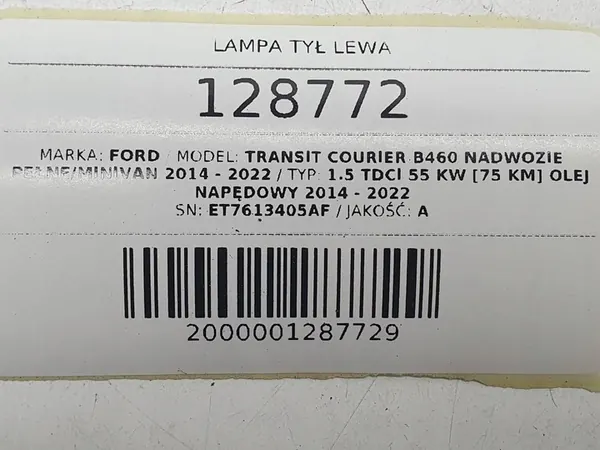 LAMPA TYŁ LEWA
128772
MARKA: FORD / MODEL: TRANSIT COURIER B460 NADWOZIE
PEŁNE/MINIVAN 2014 - 2022 / TYP: 1.5 TDCI 55 KW [75 KM] OLEJ
NAPĘDOWY 2014 - 2022
SN: ET7613405AF / JAKOŚĆ: A
2000001287729